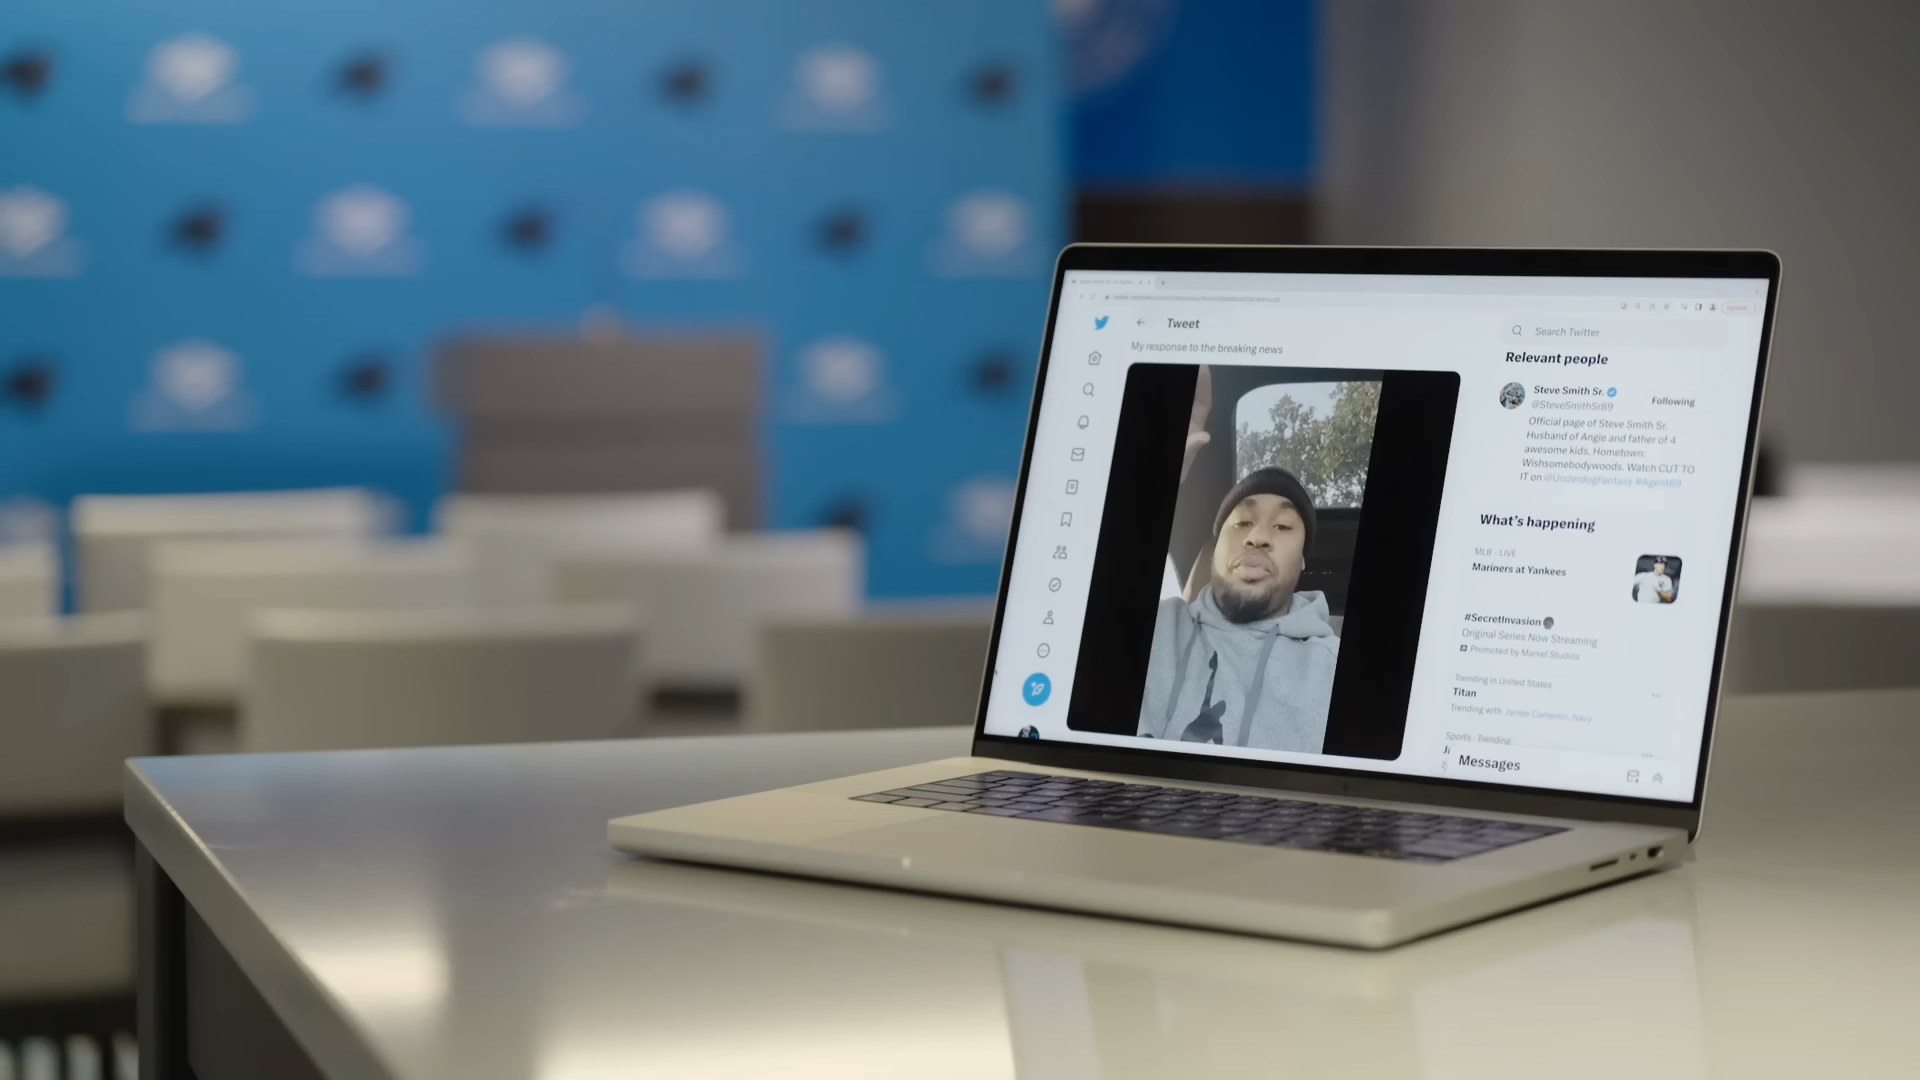 Tweet
My response to the breaking news
Search Twitter
Relevant people
Steve Smith Sr.
@SteveSmithSr89
Following
Official page of Steve Smith Sr.
Husband of Angie and father of 4
awesome kids. Hometown:
Wishsomebodywoods. Watch CUT TO
IT on @UnderdogFantasy #Agent89
What's happening
MLB · LIVE
Mariners at Yankees
#SecretInvasion
Original Series Now Streaming
Promoted by Marvel Studios
Trending in United States
Titan
Trending with James Cameron, Navy
Sports · Trending
Messages